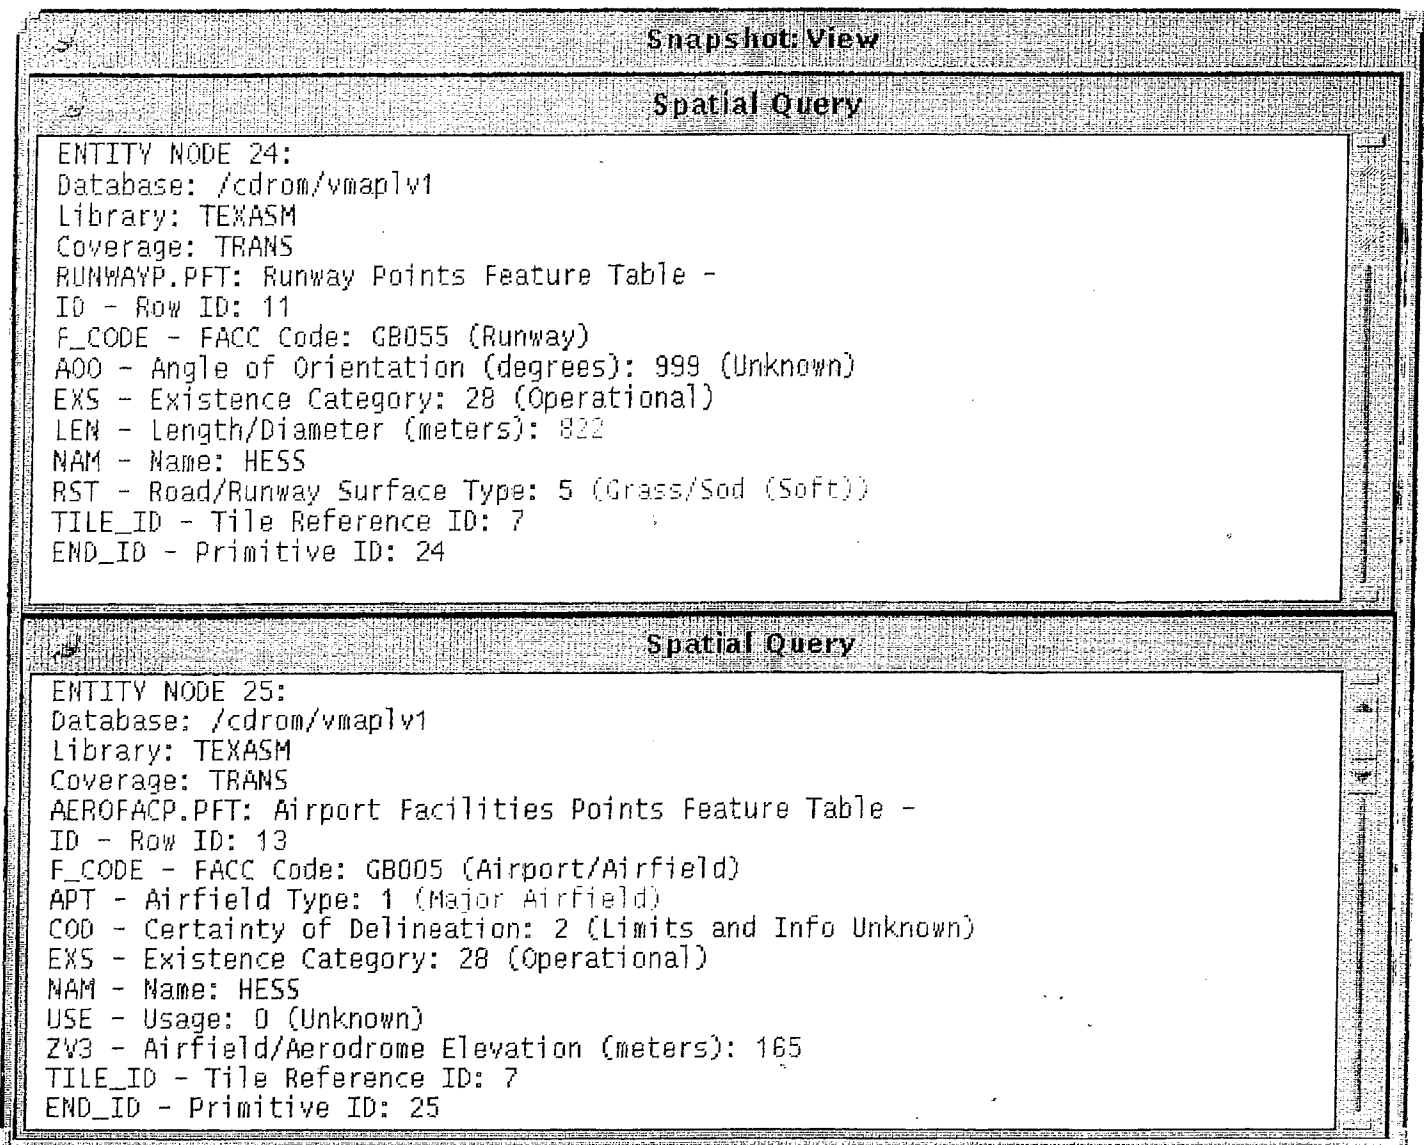 Snapshot: View
Spatial Query
ENTITY NODE 24:
Database: /cdrom/vmaplv1
Library: TEXASM
Coverage: TRANS
RUNWAYP.PFT: Runway Points Feature Table -
ID - Row ID: 11
F_CODE - FACC Code: GB055 (Runway)
AOO - Angle of Orientation (degrees): 999 (Unknown)
EXS - Existence Category: 28 (Operational)
LEN - Length/Diameter (meters): 822
NAM - Name: HESS
RST - Road/Runway Surface Type: 5 (Grass/Sod (Soft))
TILE_ID - Tile Reference ID: 7
END_ID - Primitive ID: 24
Spatial Query
ENTITY NODE 25:
Database: /cdrom/vmaplv1
Library: TEXASM
Coverage: TRANS
AEROFACP.PFT: Airport Facilities Points Feature Table -
ID - Row ID: 13
F_CODE - FACC Code: GB005 (Airport/Airfield)
APT - Airfield Type: 1 (Major Airfield)
COD - Certainty of Delineation: 2 (Limits and Info Unknown)
EXS - Existence Category: 28 (Operational)
NAM - Name: HESS
USE - Usage: 0 (Unknown)
ZV3 - Airfield/Aerodrome Elevation (meters): 165
TILE_ID - Tile Reference ID: 7
END_ID - Primitive ID: 25